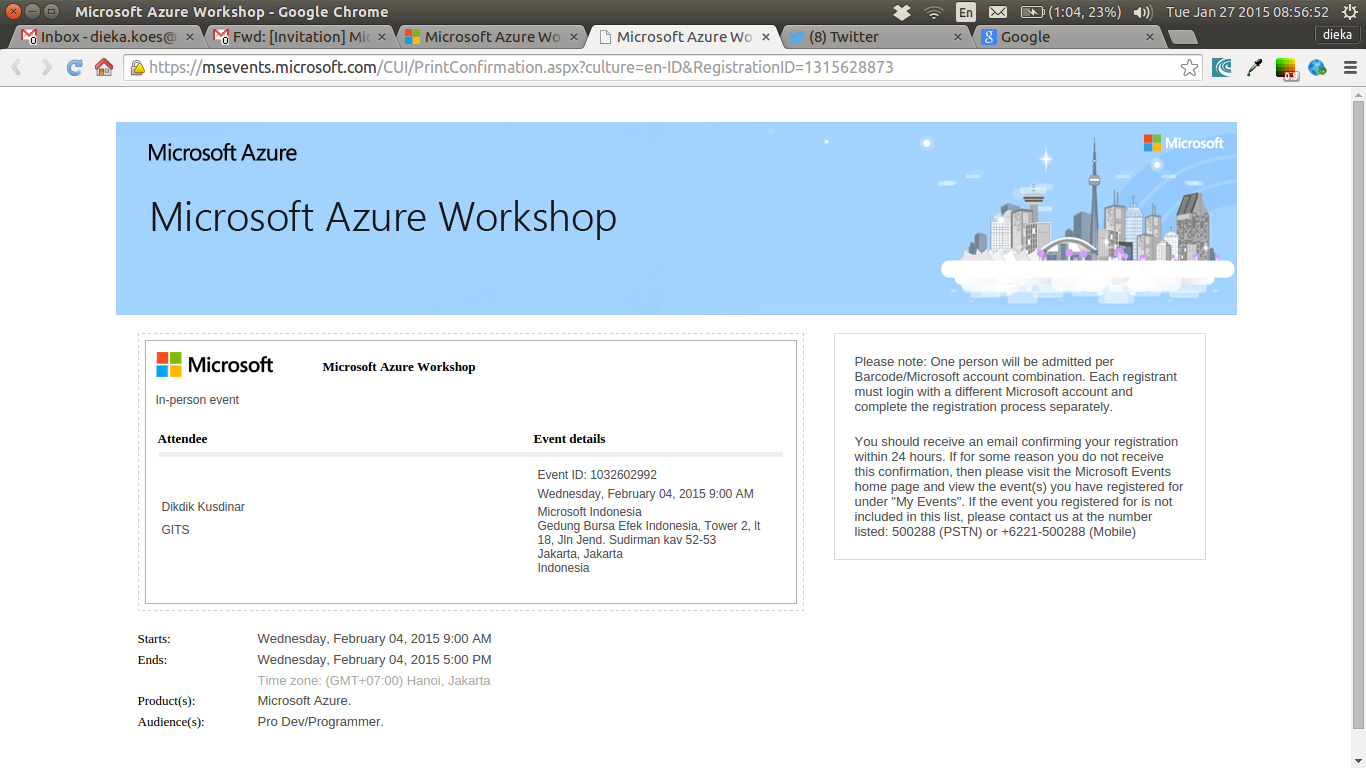 Microsoft Azure Workshop - Google Chrome
En
(1:04, 23%)
Tue Jan 27 2015 08:56:52
Inbox - dieka.koes@
Fwd: [Invitation] Mi
Microsoft Azure Wo
Microsoft Azure Wo
(8) Twitter
Google
dieka
https://msevents.microsoft.com/CUI/PrintConfirmation.aspx?culture=en-ID&RegistrationID=1315628873
Microsoft Azure
Microsoft
Microsoft Azure Workshop
Microsoft
Microsoft Azure Workshop
In-person event
Attendee
Event details
Event ID: 1032602992
Wednesday, February 04, 2015 9:00 AM
Dikdik Kusdinar
GITS
Microsoft Indonesia
Gedung Bursa Efek Indonesia, Tower 2, lt
18, Jln Jend. Sudirman kav 52-53
Jakarta, Jakarta
Indonesia
Please note: One person will be admitted per
Barcode/Microsoft account combination. Each registrant
must login with a different Microsoft account and
complete the registration process separately.
You should receive an email confirming your registration
within 24 hours. If for some reason you do not receive
this confirmation, then please visit the Microsoft Events
home page and view the event(s) you have registered for
under "My Events". If the event you registered for is not
included in this list, please contact us at the number
listed: 500288 (PSTN) or +6221-500288 (Mobile)
Starts: Wednesday, February 04, 2015 9:00 AM
Ends: Wednesday, February 04, 2015 5:00 PM
Time zone: (GMT+07:00) Hanoi, Jakarta
Product(s): Microsoft Azure.
Audience(s): Pro Dev/Programmer.